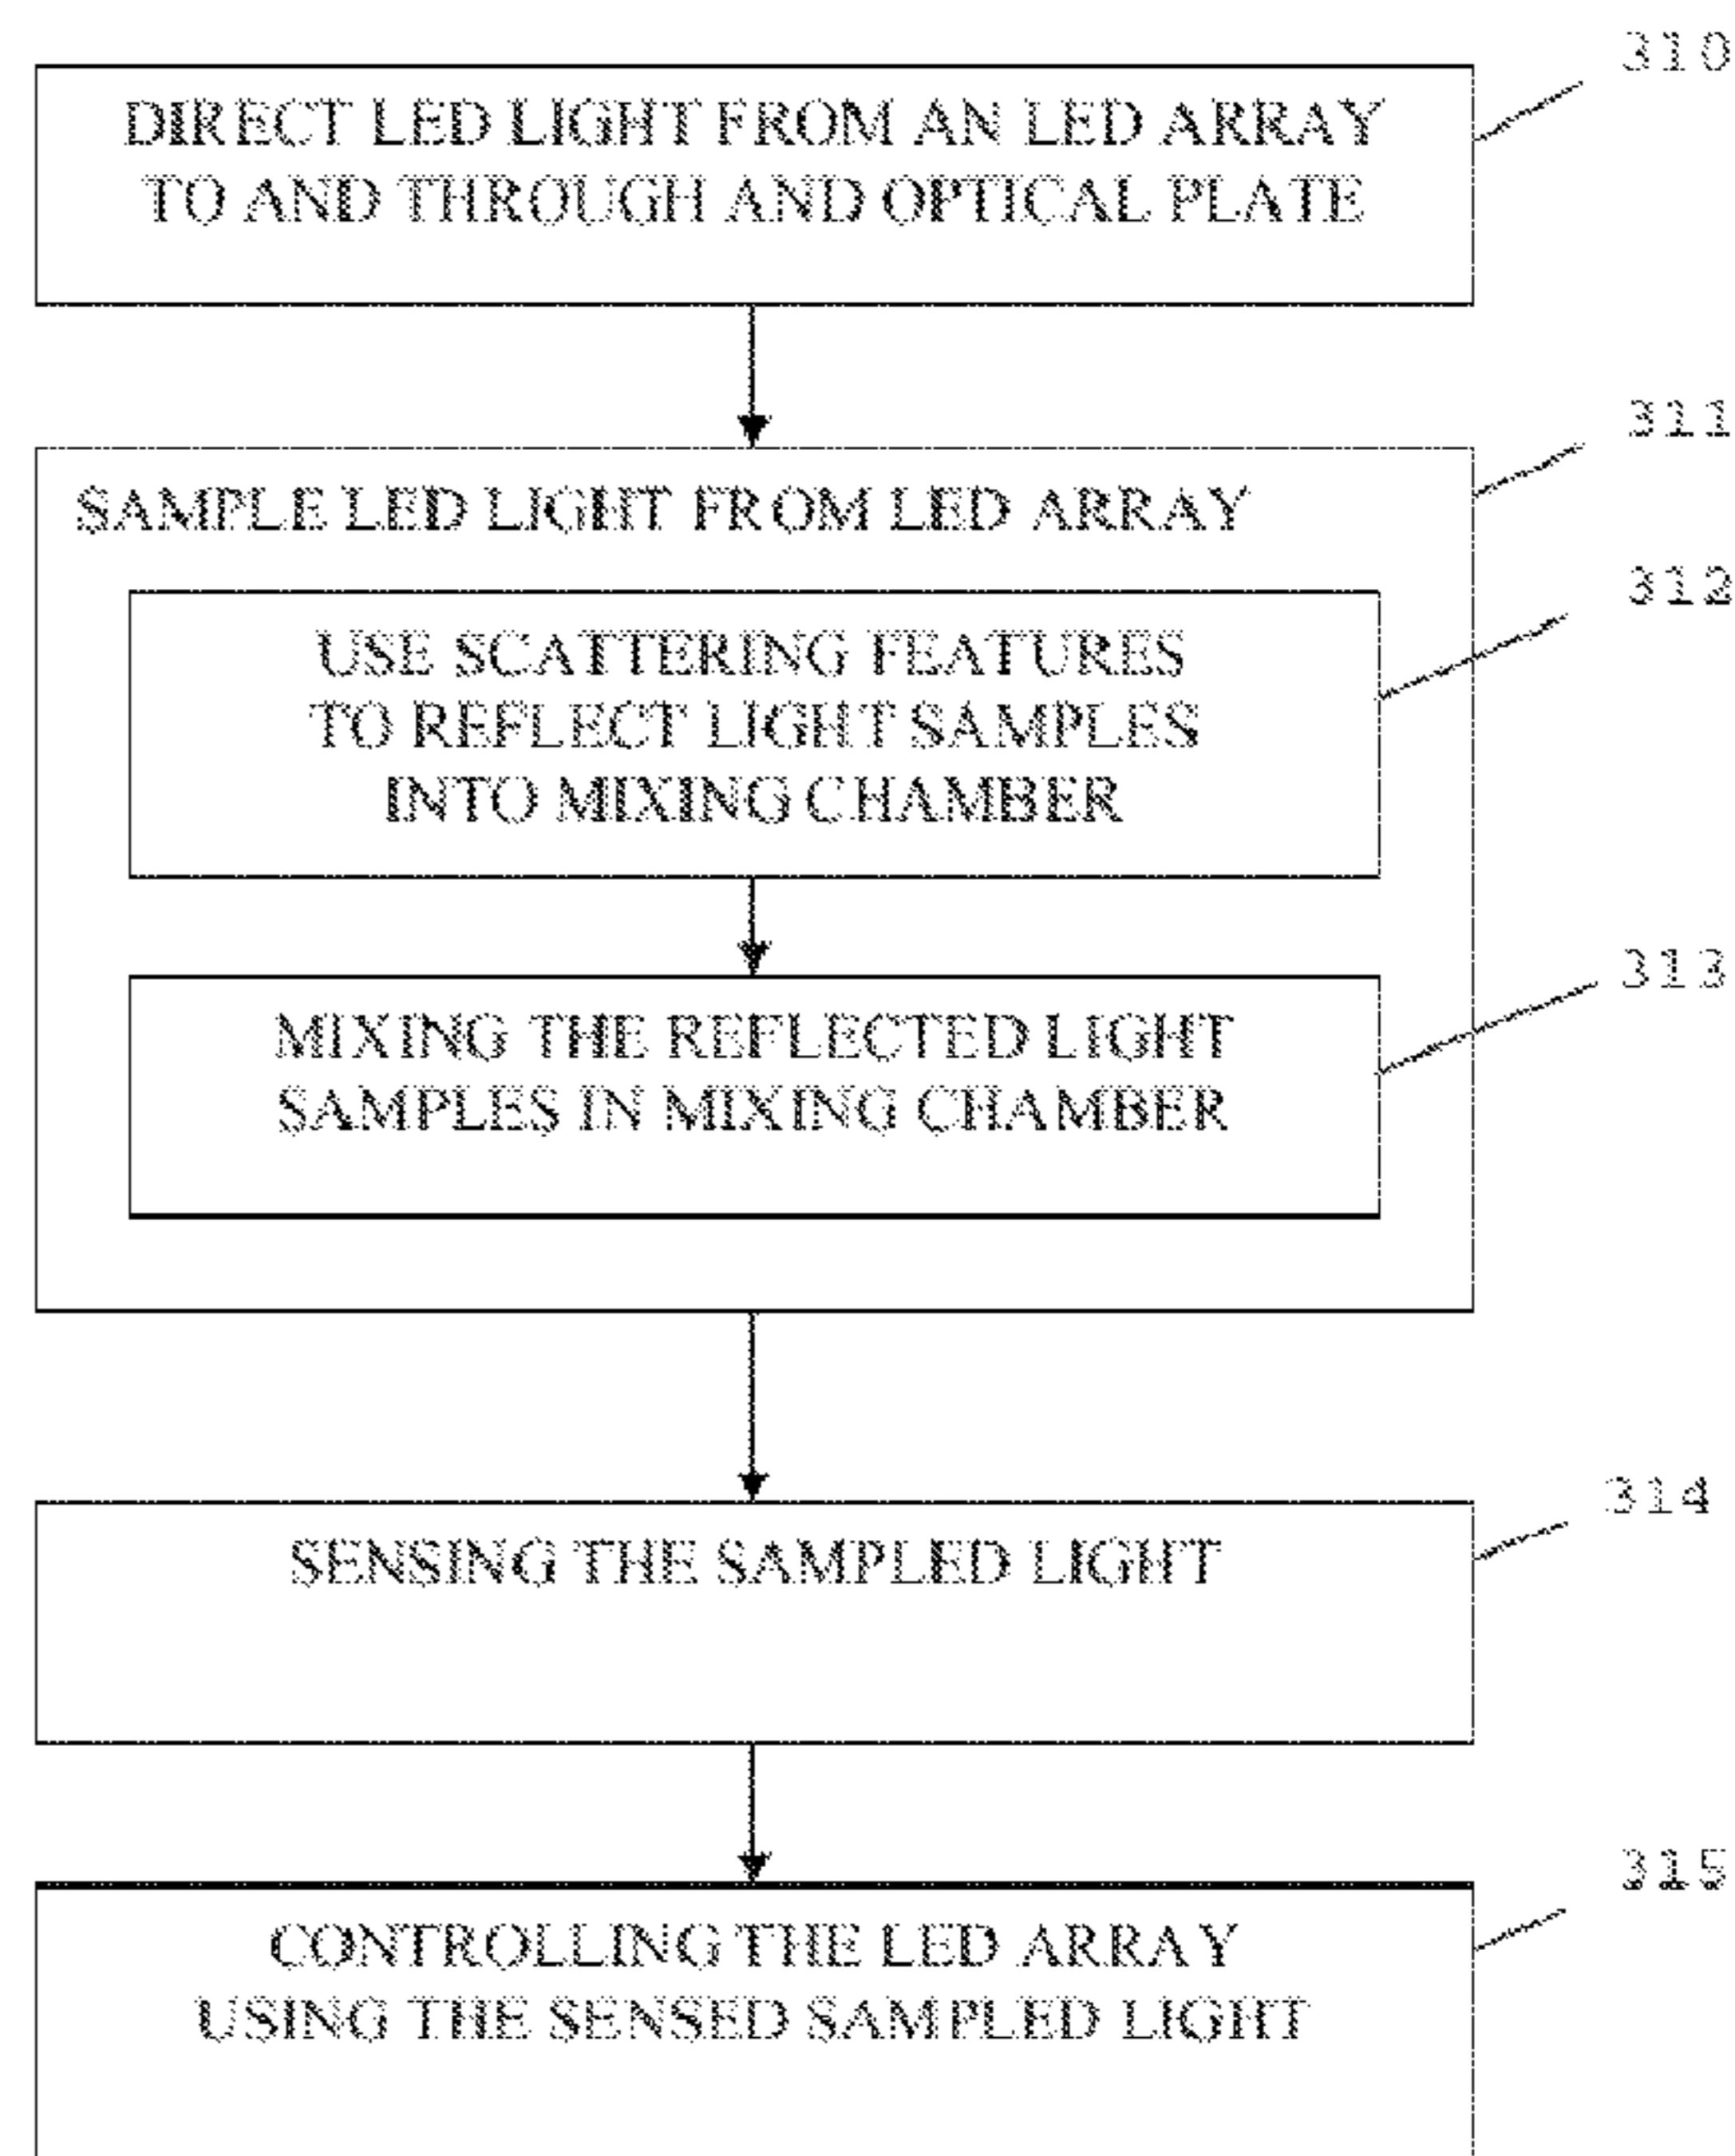 310
DIRECT LED LIGHT FROM AN LED ARRAY
TO AND THROUGH AND OPTICAL PLATE
311
SAMPLE LED LIGHT FROM LED ARRAY
312
USE SCATTERING FEATURES
TO REFLECT LIGHT SAMPLES
INTO MIXING CHAMBER
313
MIXING THE REFLECTED LIGHT
SAMPLES IN MIXING CHAMBER
314
SENSING THE SAMPLED LIGHT
315
CONTROLLING THE LED ARRAY
USING THE SENSED SAMPLED LIGHT